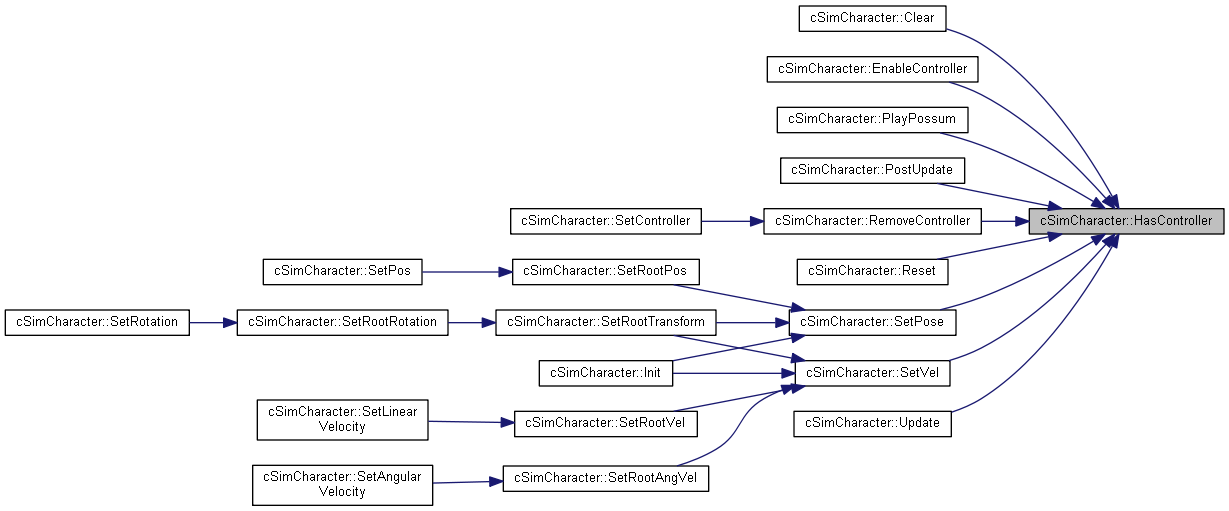 cSimCharacter::Clear
cSimCharacter::EnableController
cSimCharacter::PlayPossum
cSimCharacter::PostUpdate
cSimCharacter::SetController
cSimCharacter::RemoveController
cSimCharacter::HasController
cSimCharacter::SetPos
cSimCharacter::SetRootPos
cSimCharacter::Reset
cSimCharacter::SetRotation
cSimCharacter::SetRootRotation
cSimCharacter::SetRootTransform
cSimCharacter::SetPose
cSimCharacter::Init
cSimCharacter::SetVel
cSimCharacter::SetLinear
Velocity
cSimCharacter::SetRootVel
cSimCharacter::Update
cSimCharacter::SetAngular
Velocity
cSimCharacter::SetRootAngVel